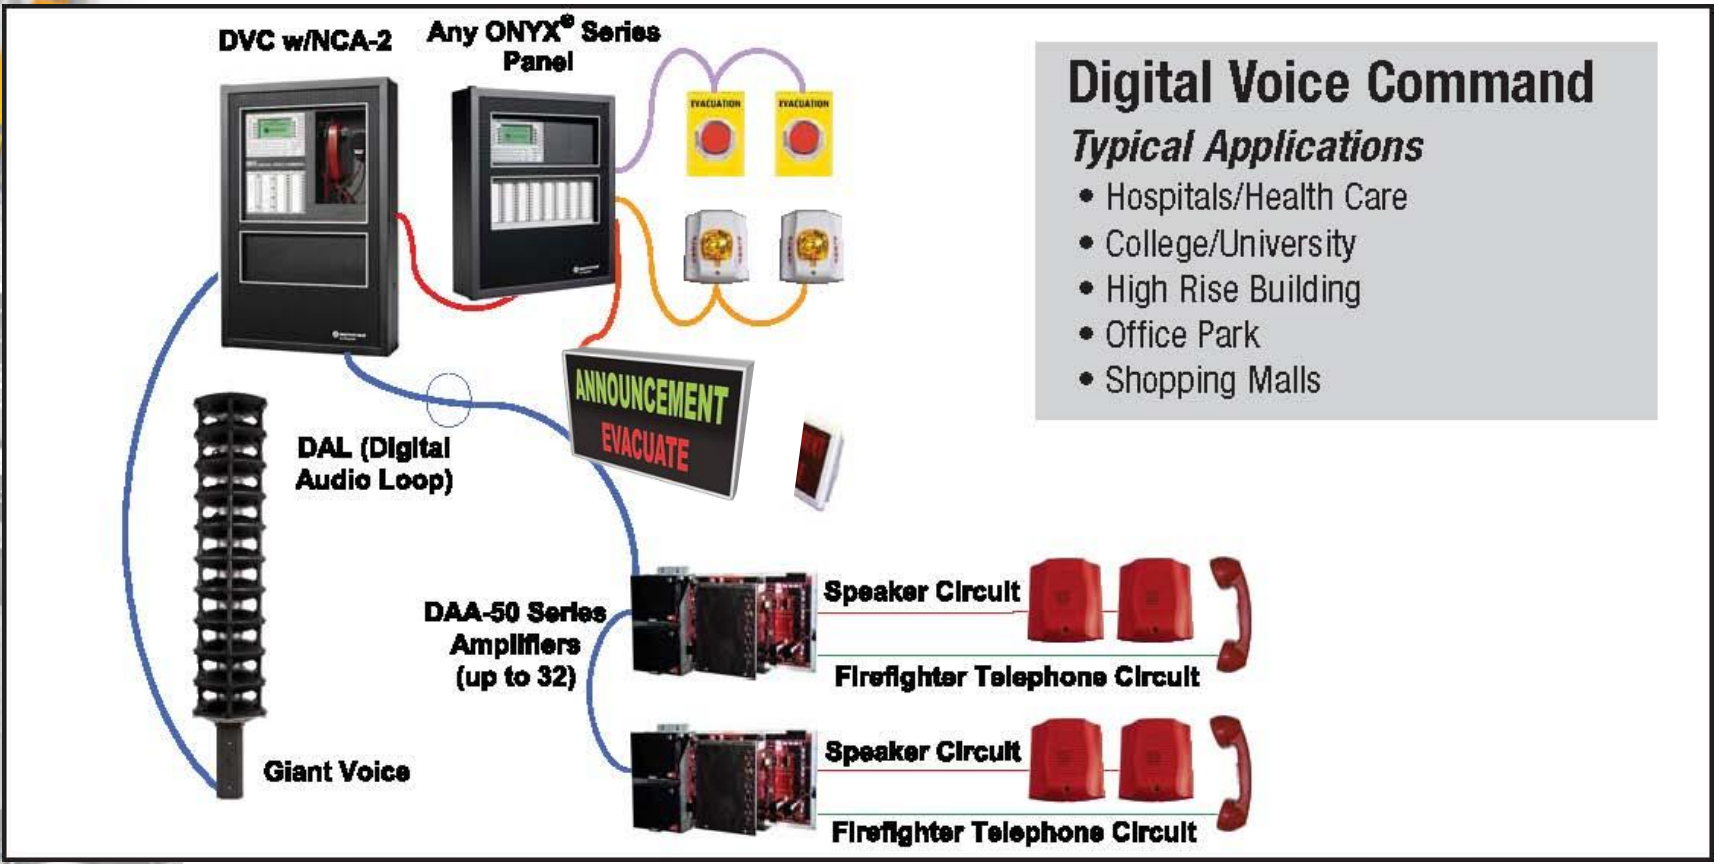 DVC w/NCA-2
Any ONYX® Series
Panel
EVACUATION
EVACUATION
Digital Voice Command
Typical Applications
• Hospitals/Health Care
• College/University
• High Rise Building
• Office Park
• Shopping Malls
ANNOUNCEMENT
EVACUATE
DAL (Digital
Audio Loop)
DAA-50 Series
Amplifiers
(up to 32)
Speaker Circuit
Firefighter Telephone Circuit
Speaker Circuit
Firefighter Telephone Circuit
Giant Voice